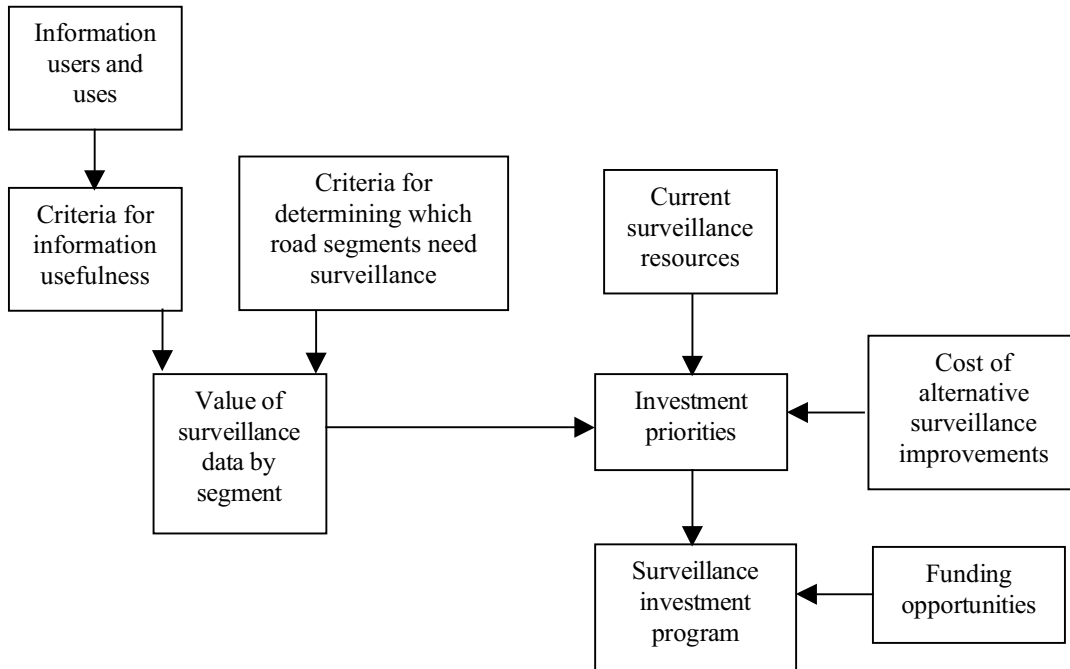 Information
users and
uses
Criteria for
information
usefulness
Criteria for
determining which
road segments need
surveillance
Current
surveillance
resources
Value of
surveillance
data by
segment
Investment
priorities
Cost of
alternative
surveillance
improvements
Surveillance
investment
program
Funding
opportunities